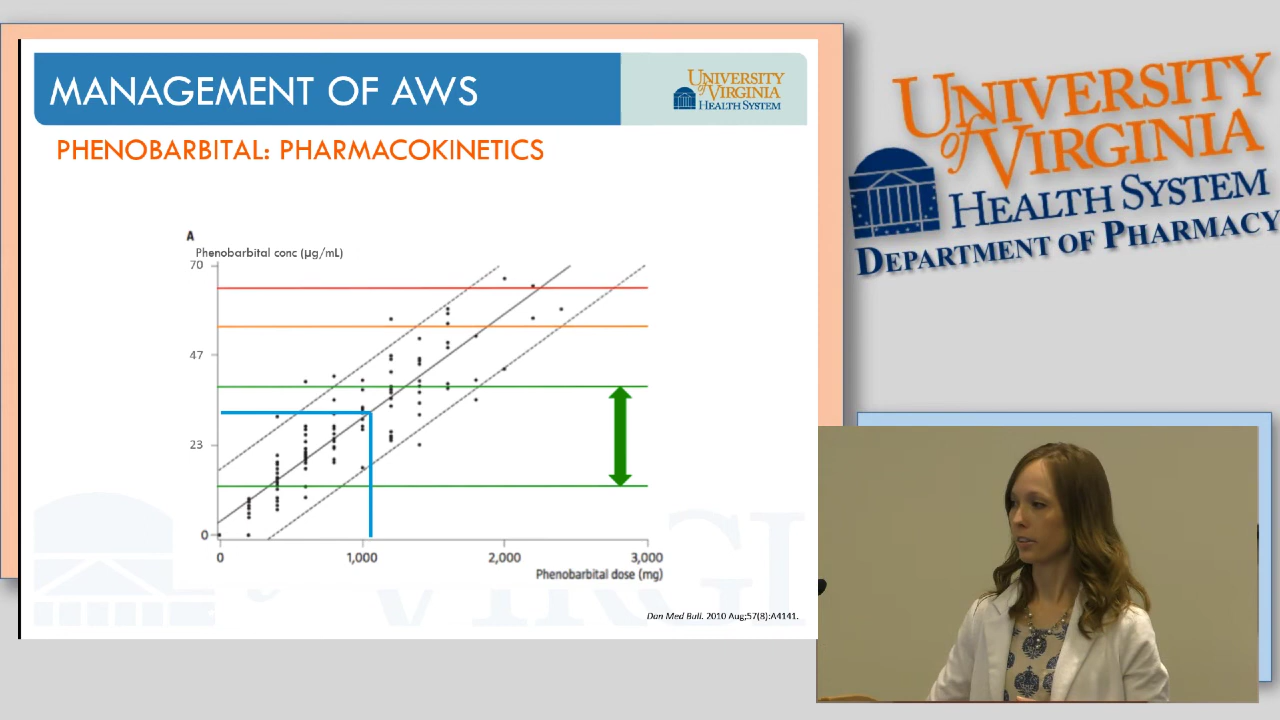 MANAGEMENT OF AWS
UNIVERSITY
of VIRGINIA
HEALTH SYSTEM
PHENOBARBITAL: PHARMACOKINETICS
A
Phenobarbital conc (μg/mL)
70
47
23
0
0 1,000 2,000 3,000
Phenobarbital dose (mg)
Dan Med Bull. 2010 Aug;57(8):A4141.
UNIVERSITY
of VIRGINIA
HEALTH SYSTEM
DEPARTMENT OF PHARMACY